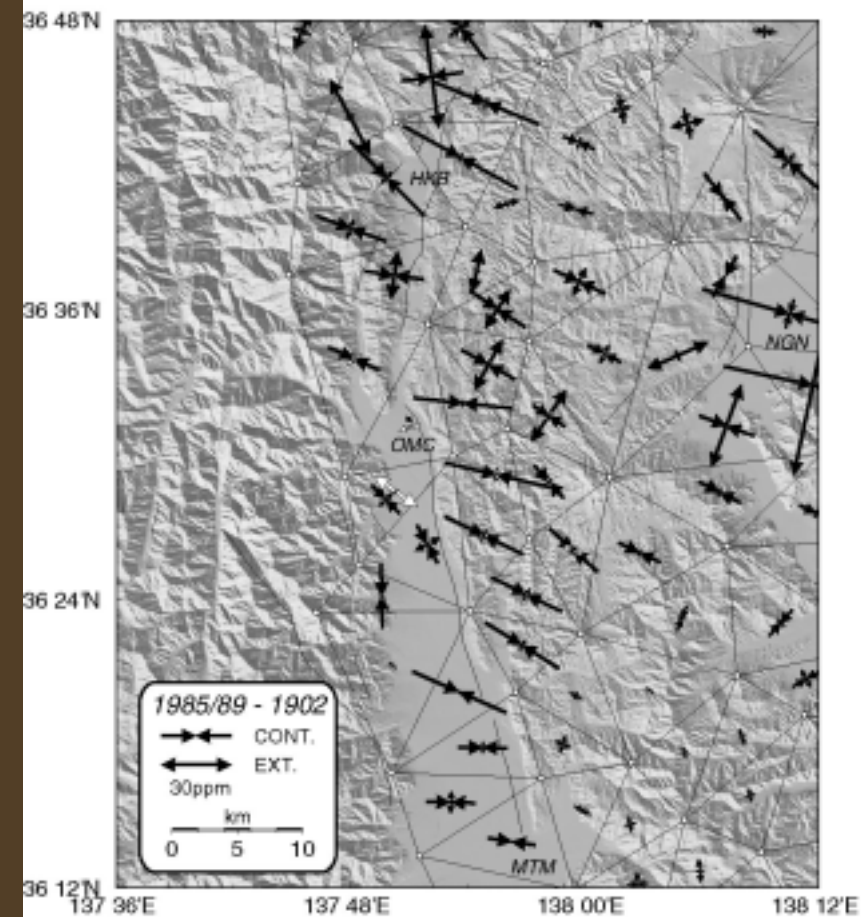 36 48'N
HKB
36 36'N
NGN
OMC
36 24'N
1985/89 - 1902
CONT.
EXT.
30ppm
km
0 5 10
MTM
36 12'N
137 36'E 137 48'E 138 00'E 138 12'E